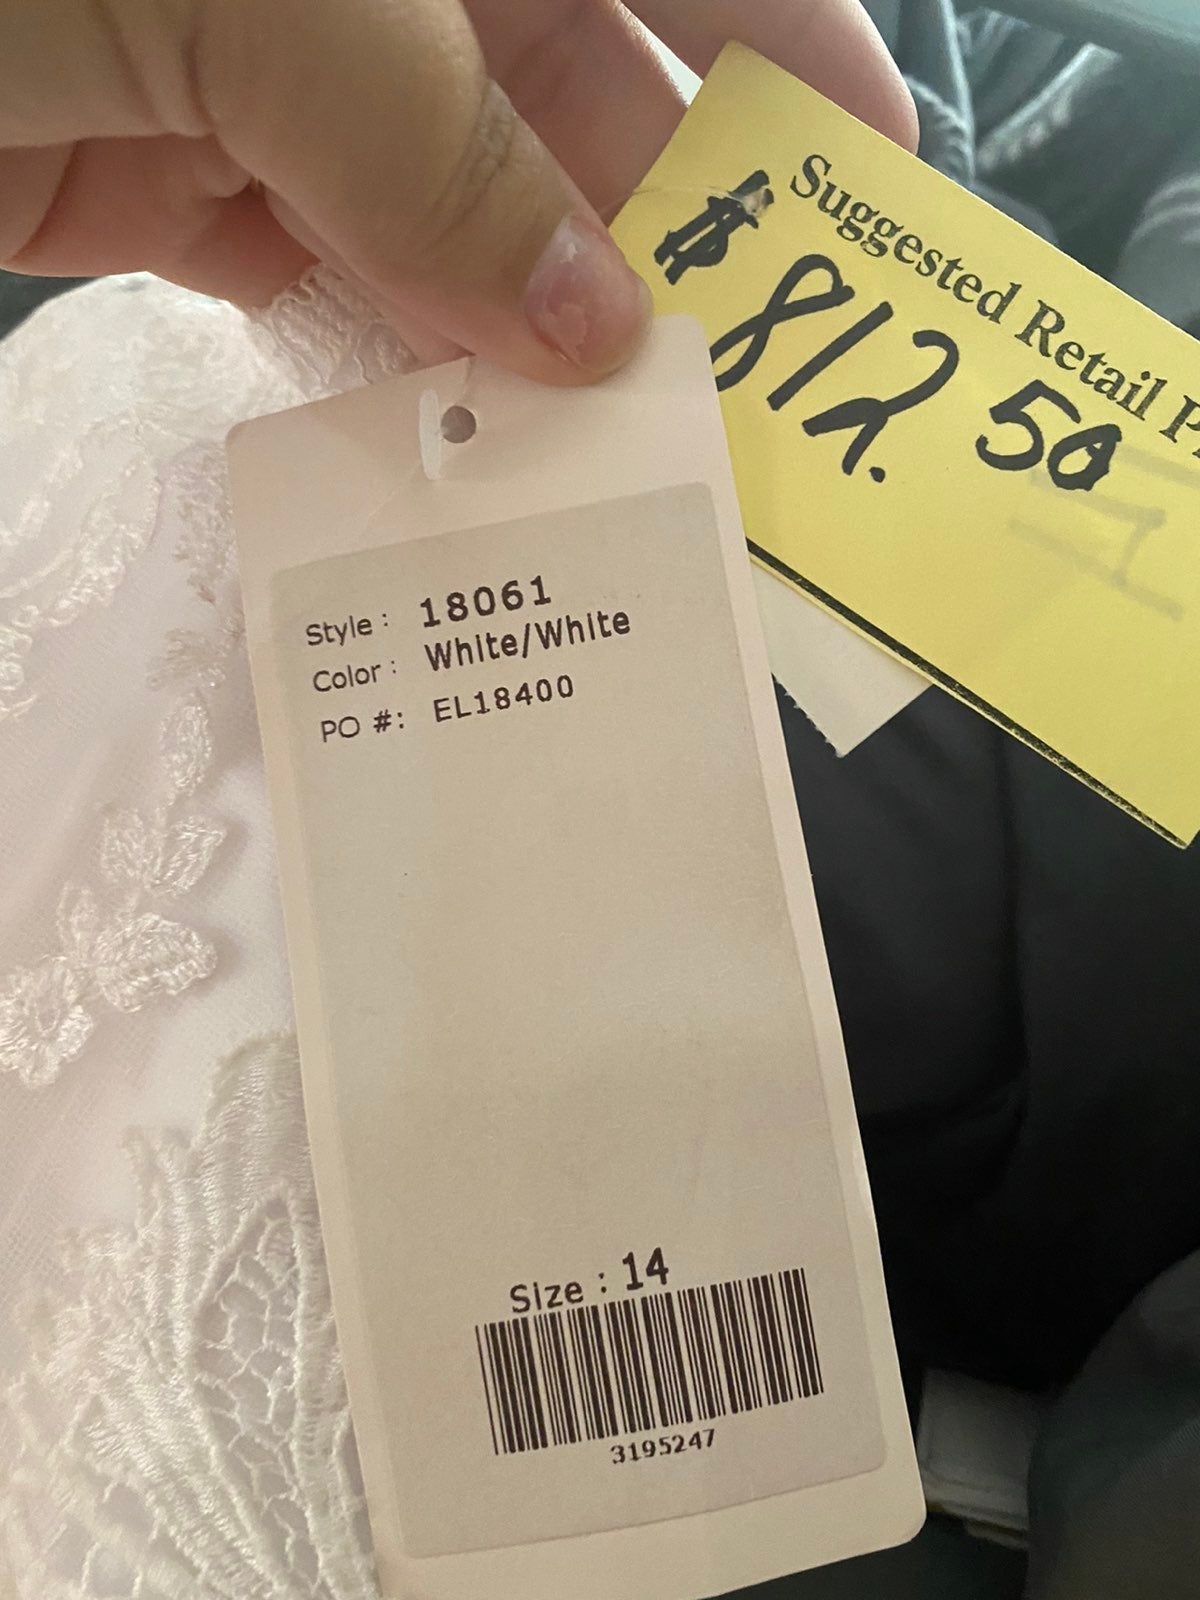 Suggested Retail
$812.50
Style: 18061
Color: White/White
PO #: EL18400
Size: 14
3195247